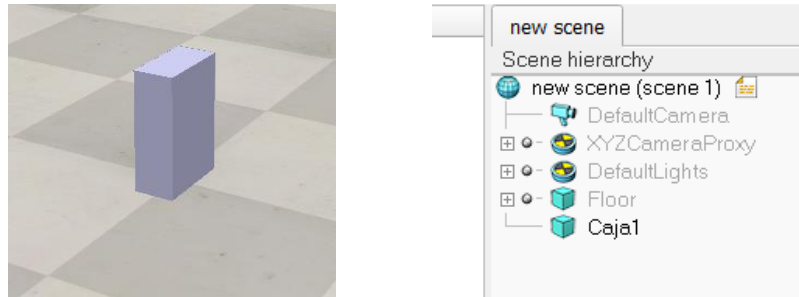 new scene
Scene hierarchy
new scene (scene 1)
DefaultCamera
XYZCameraProxy
DefaultLights
Floor
Caja1